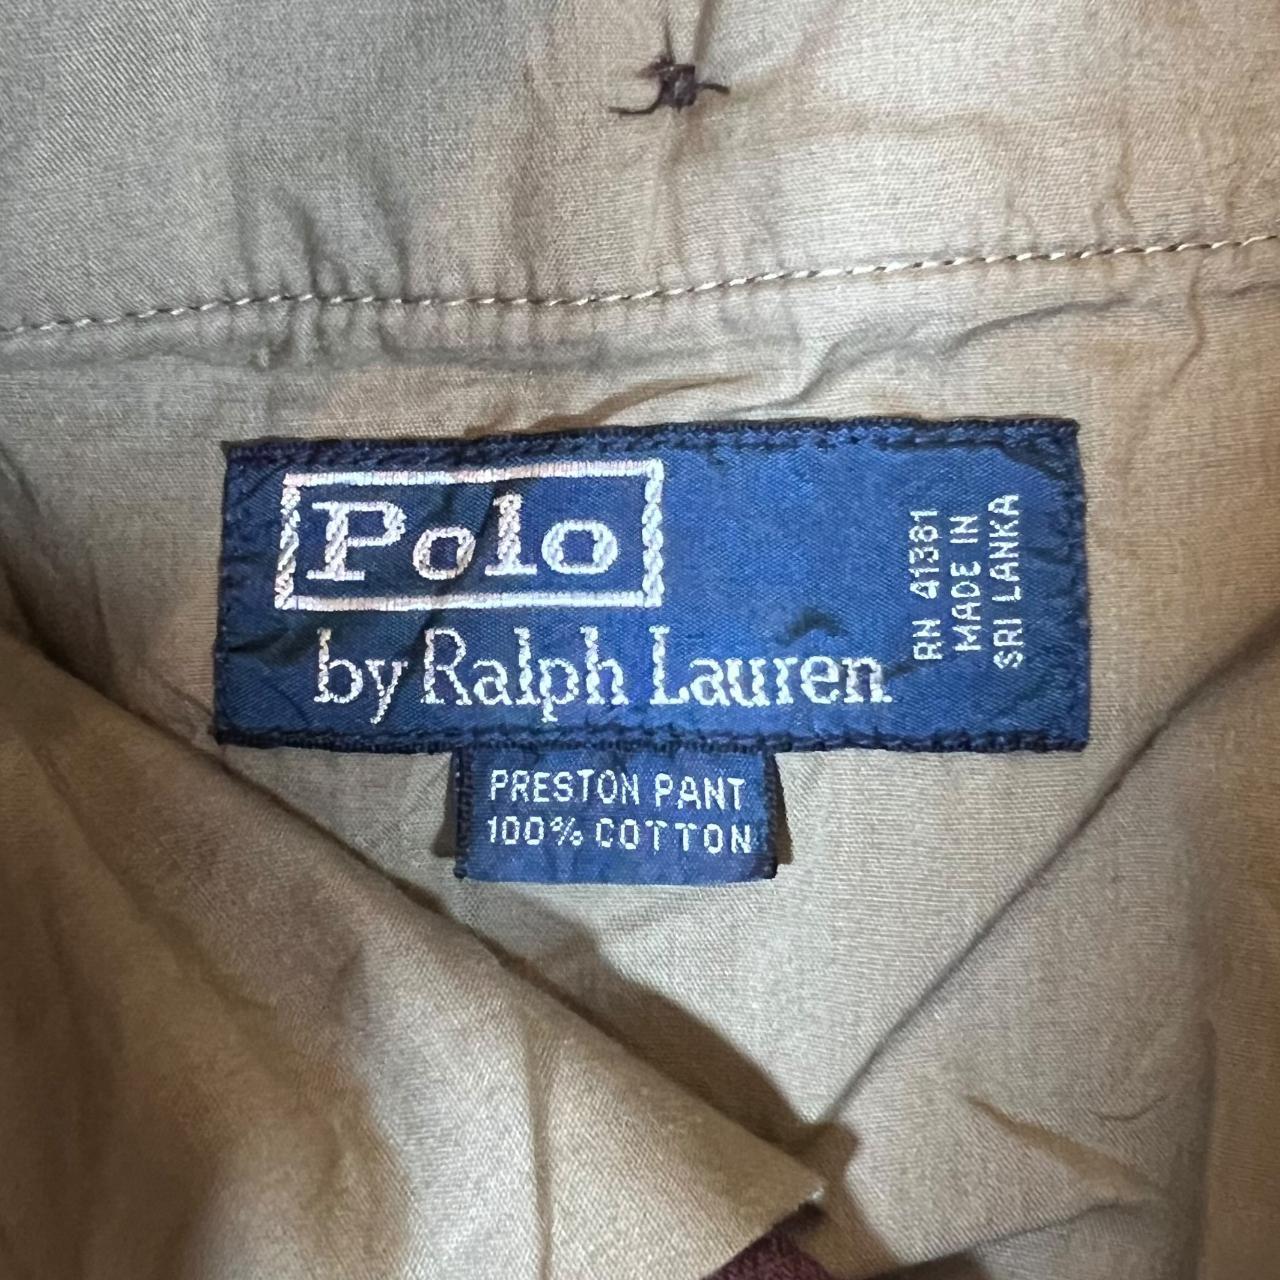 Polo
by Ralph Lauren
RN 41381
MADE IN
SRI LANKA
PRESTON PANT
100% COTTON